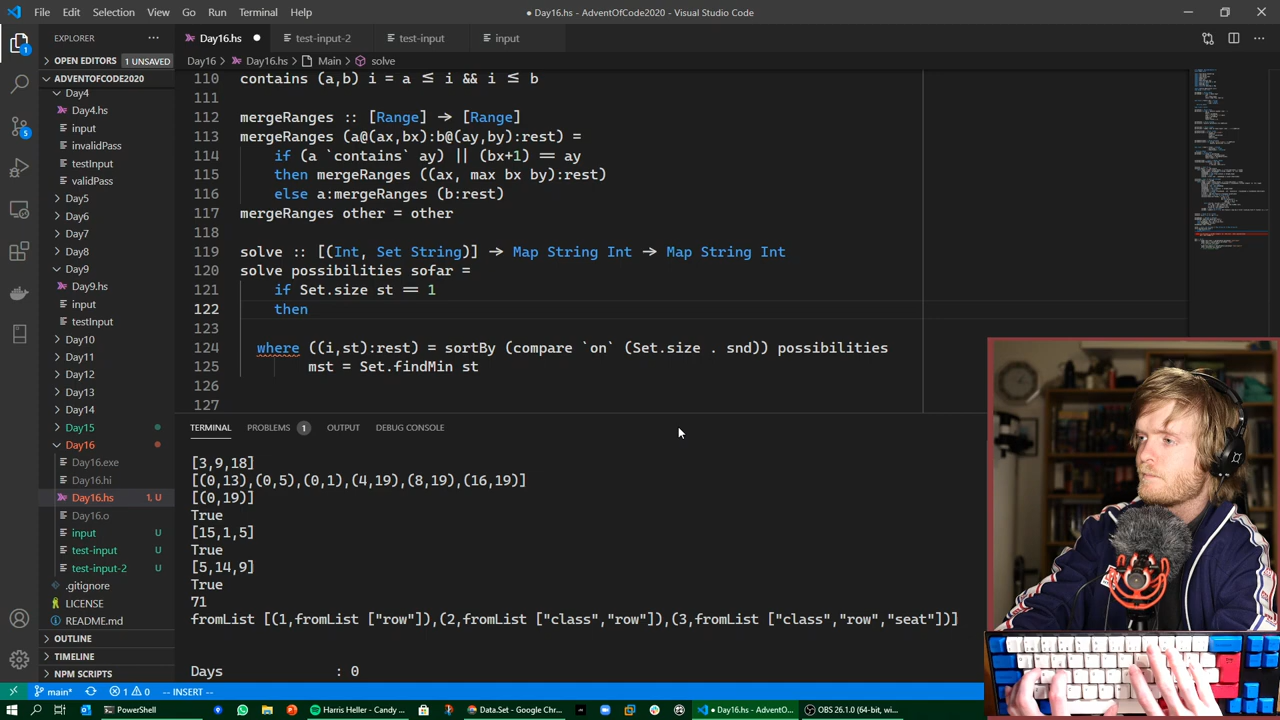 File Edit Selection View Go Run Terminal Help
● Day16.hs - AdventOfCode2020 - Visual Studio Code
EXPLORER
Day16.hs test-input-2 test-input input
OPEN EDITORS 1 UNSAVED
Day16 > Day16.hs > Main > solve
ADVENTOFCODE2020
Day4
Day4.hs
input
invalidPass
testInput
validPass
Day5
Day6
Day7
Day8
Day9
Day9.hs
input
testInput
Day10
Day11
Day12
Day13
Day14
Day15
Day16
Day16.exe
Day16.hi
Day16.hs 1, U
Day16.o
input U
test-input U
test-input-2 U
.gitignore
LICENSE
README.md
OUTLINE
TIMELINE
NPM SCRIPTS
110 contains (a,b) i = a ≤ i && i ≤ b
111
112 mergeRanges :: [Range] → [Range]
113 mergeRanges (a@(ax,bx):b@(ay,by):rest) =
114 if (a `contains` ay) || (bx+1) == ay
115 then mergeRanges ((ax, max bx by):rest)
116 else a:mergeRanges (b:rest)
117 mergeRanges other = other
118
119 solve :: [(Int, Set String)] → Map String Int → Map String Int
120 solve possibilities sofar =
121 if Set.size st == 1
122 then
123
124 where ((i,st):rest) = sortBy (compare `on` (Set.size . snd)) possibilities
125 mst = Set.findMin st
126
127
TERMINAL PROBLEMS 1 OUTPUT DEBUG CONSOLE
[3,9,18]
[(0,13),(0,5),(0,1),(4,19),(8,19),(16,19)]
[(0,19)]
True
[15,1,5]
True
[5,14,9]
True
71
fromList [(1,fromList ["row"]),(2,fromList ["class","row"]),(3,fromList ["class","row","seat"])]
Days : 0
main* 1 0 -- INSERT --
PowerShell Harris Heller - Candy ... Data.Set - Google Chr... ● Day16.hs - AdventO... OBS 26.1.0 (64-bit, wi...